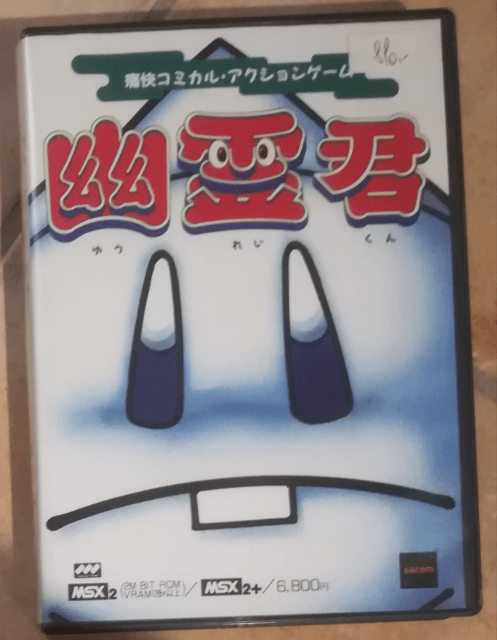 86.-
痛快コミカル・アクションゲーム
幽霊君
ゆう れい くん
MSX2 (2M BIT ROM VRAM128K以上) / MSX2+ / 6,800円
sacom